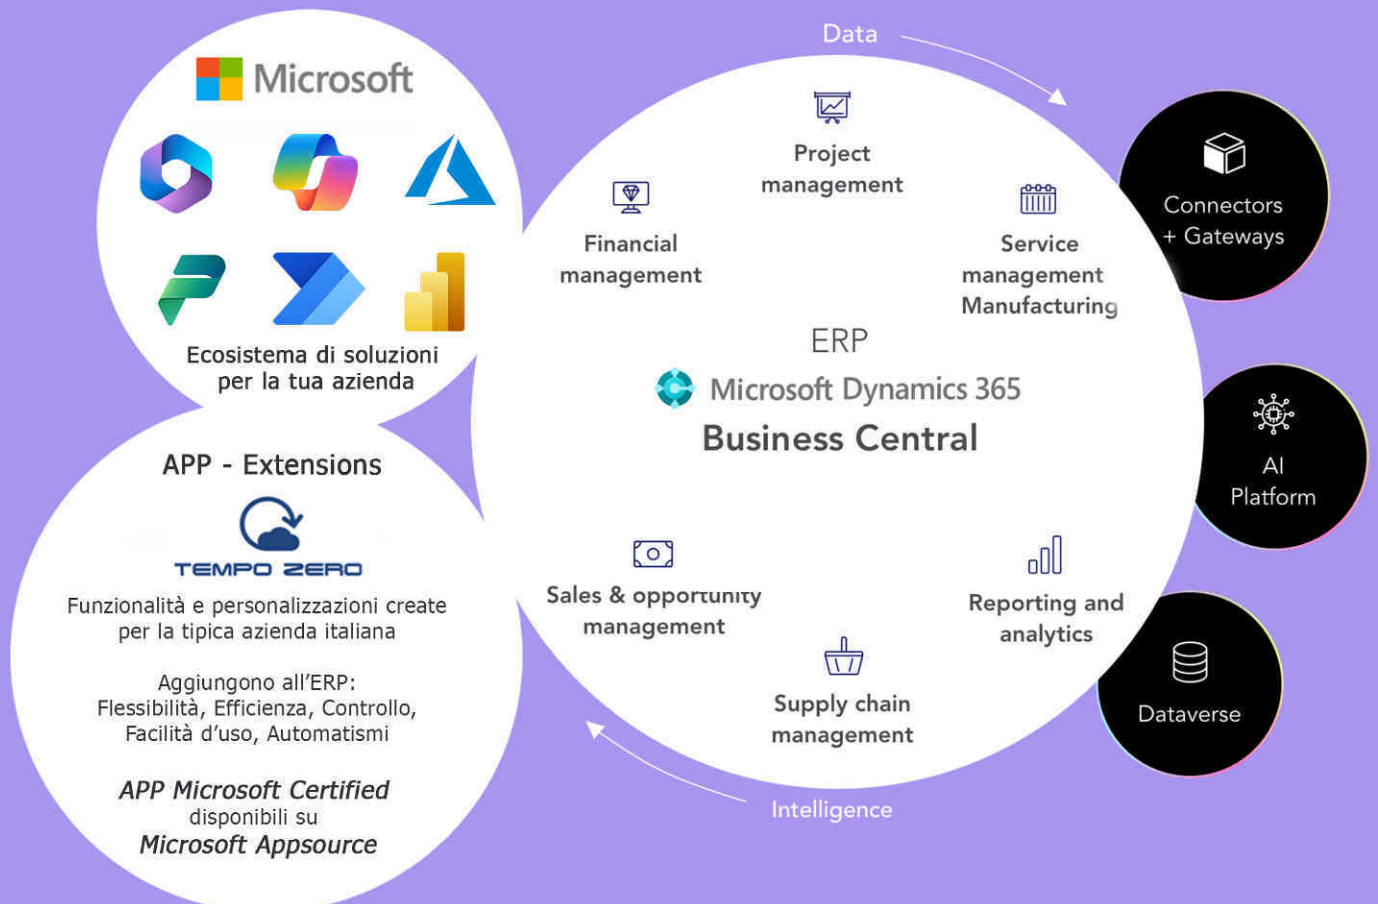 Microsoft
Ecosistema di soluzioni
per la tua azienda
APP - Extensions
TEMPO ZERO
Funzionalità e personalizzazioni create
per la tipica azienda italiana
Aggiungono all'ERP:
Flessibilità, Efficienza, Controllo,
Facilità d'uso, Automatismi
APP Microsoft Certified
disponibili su
Microsoft Appsource
Data
Project
management
Financial
management
Service
management
Manufacturing
ERP
Microsoft Dynamics 365
Business Central
Sales & opportunity
management
Reporting and
analytics
Supply chain
management
Intelligence
Connectors
+ Gateways
AI
Platform
Dataverse